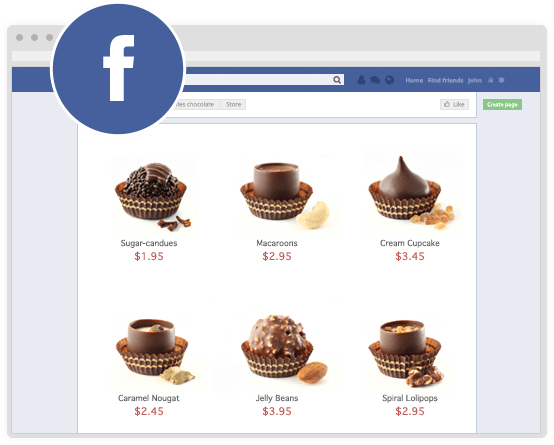 f
Home Find friends John
les chocolate Store
Like
Create page
Sugar-candues Macaroons Cream Cupcake
$1.95 $2.95 $3.45
Caramel Nougat Jelly Beans Spiral Lolipops
$2.45 $3.95 $2.95